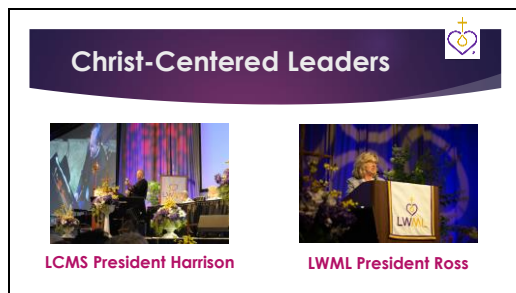 Christ-Centered Leaders
LWML
LCMS President Harrison
LWML President Ross